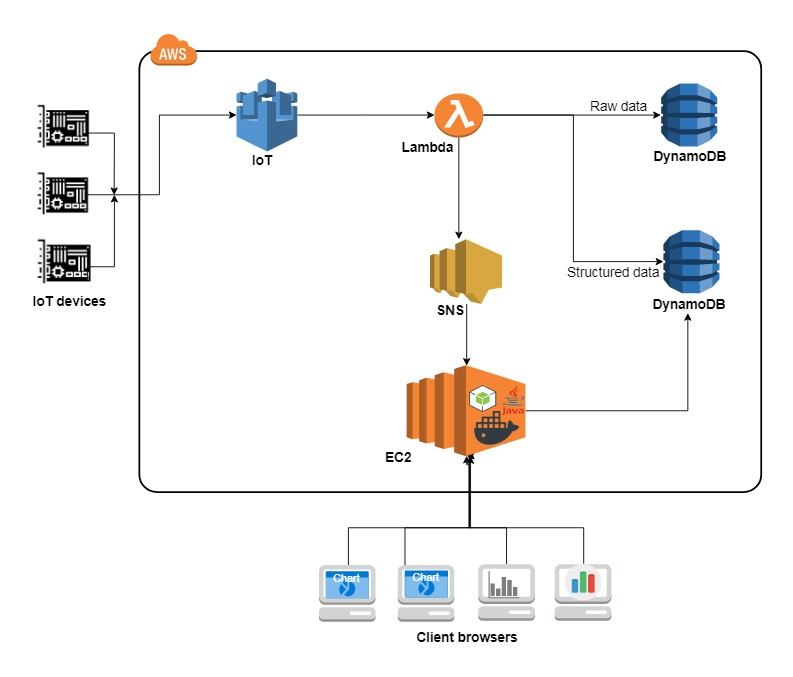 AWS
IoT
Lambda
Raw data
DynamoDB
IoT devices
SNS
Structured data
DynamoDB
Java
EC2
Chart
Chart
Client browsers